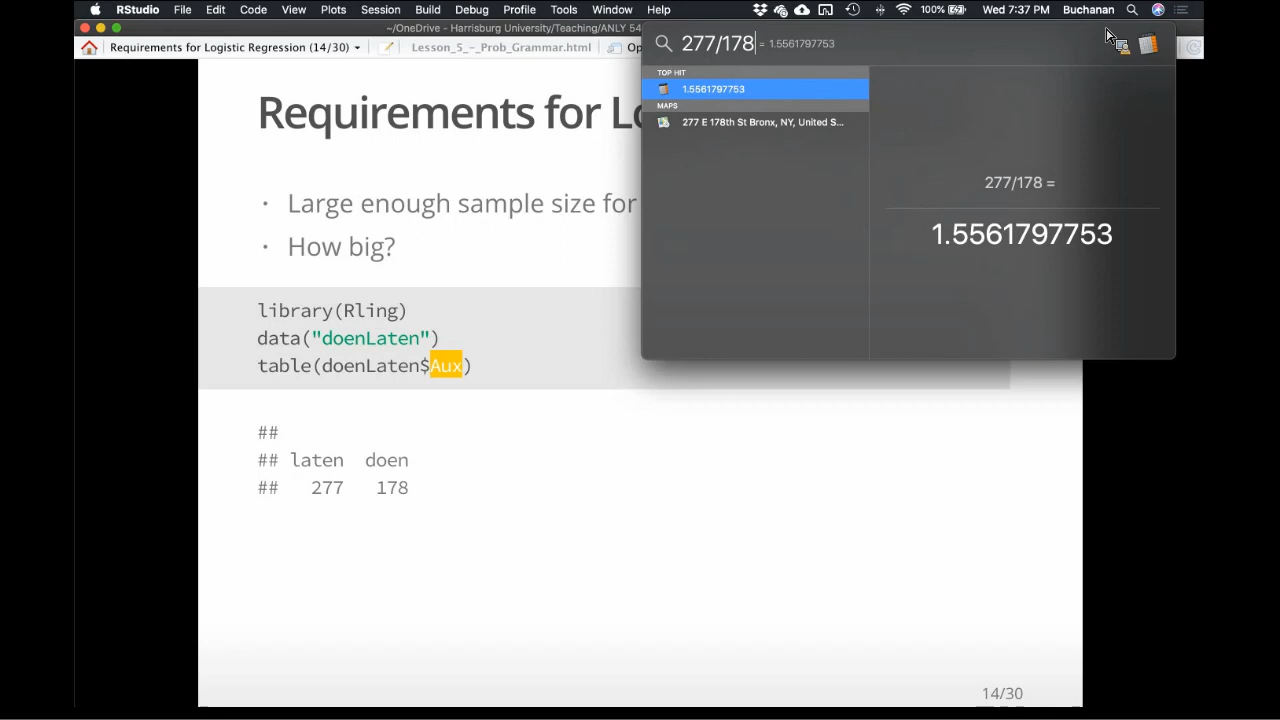 RStudio File Edit Code View Plots Session Build Debug Profile Tools Window Help 100% Wed 7:37 PM Buchanan
~/OneDrive - Harrisburg University/Teaching/ANLY 54
Requirements for Logistic Regression (14/30) Lesson_5_-_Prob_Grammar.html Op
277/178 = 1.5561797753
TOP HIT
1.5561797753
MAPS
277 E 178th St Bronx, NY, United S...
277/178 =
1.5561797753
Requirements for Lo
• Large enough sample size for
• How big?
library(Rling)
data("doenLaten")
table(doenLaten$Aux)
##
## laten doen
## 277 178
14/30